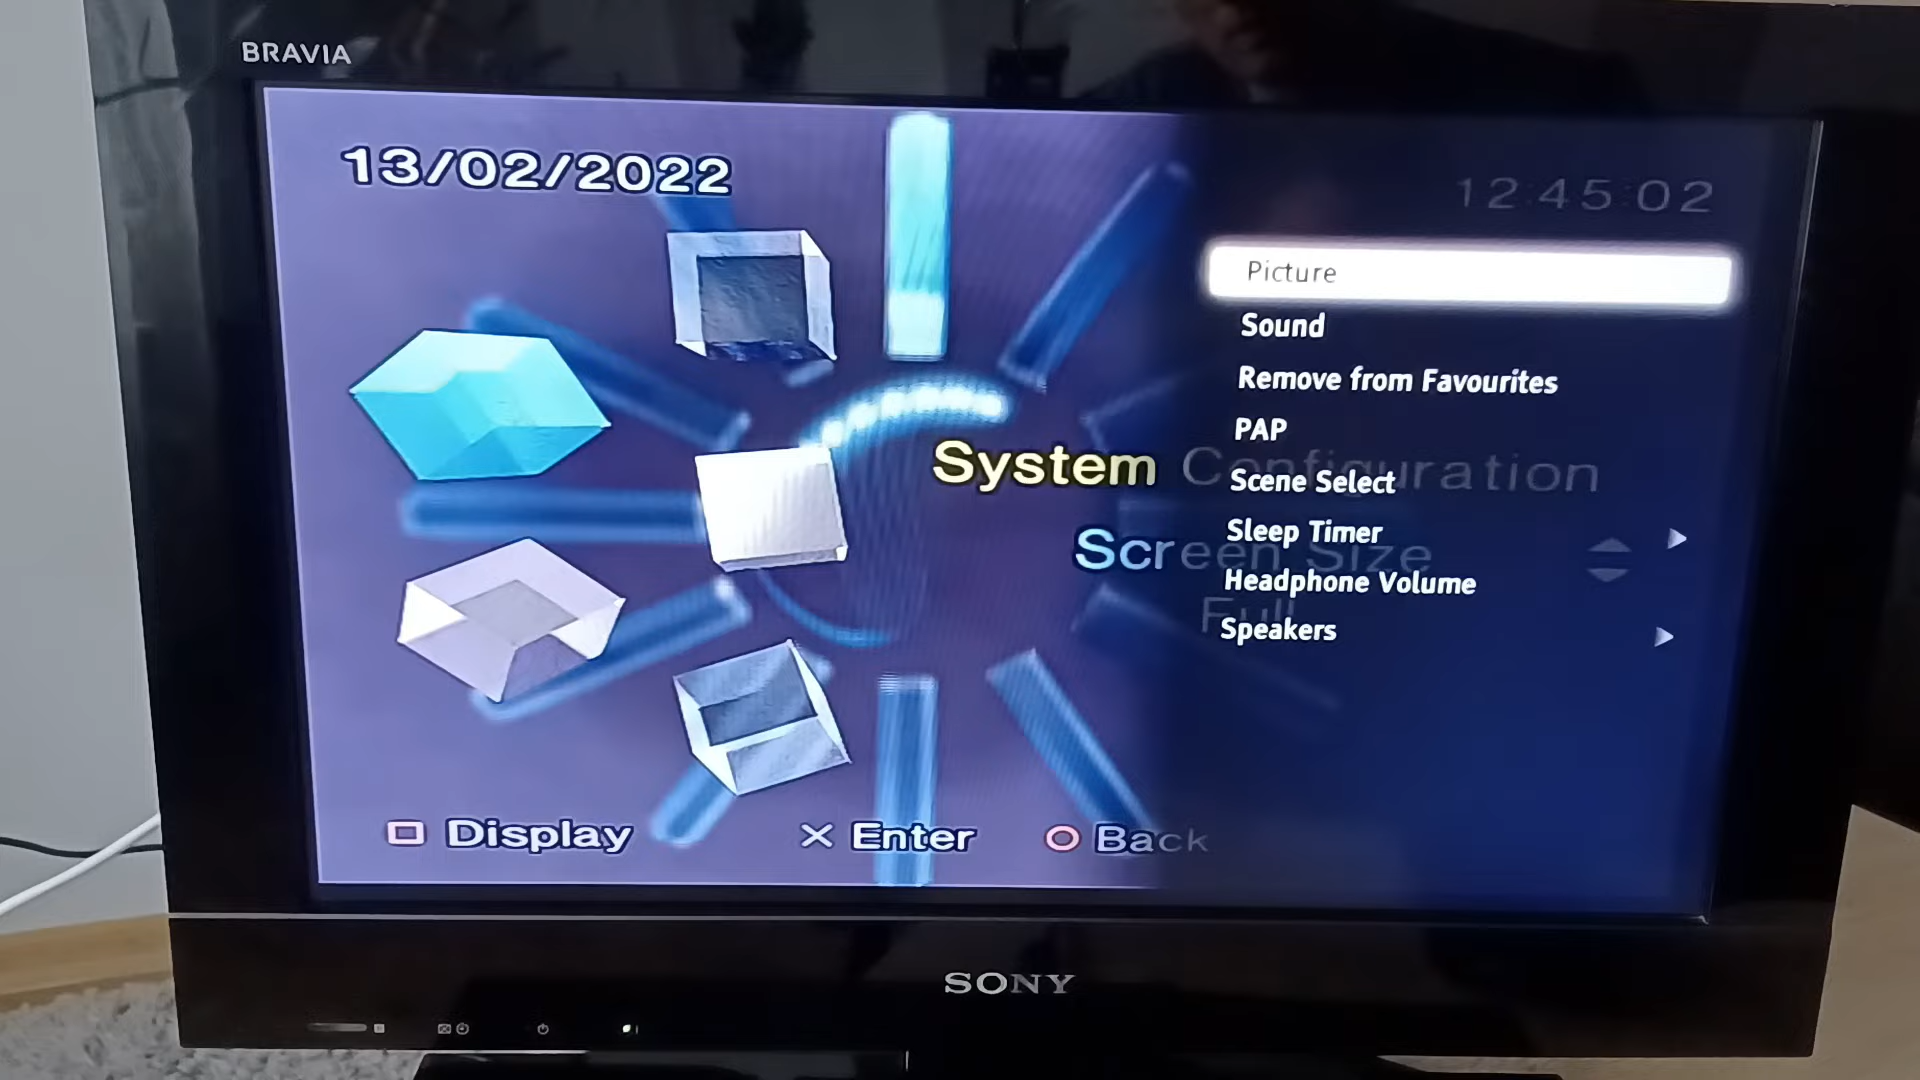 BRAVIA
13/02/2022
12:45:02
Picture
Sound
Remove from Favourites
PAP
System Configuration
Scene Select
Sleep Timer
Screen Size
Headphone Volume
Full
Speakers
Display
Enter
Back
SONY